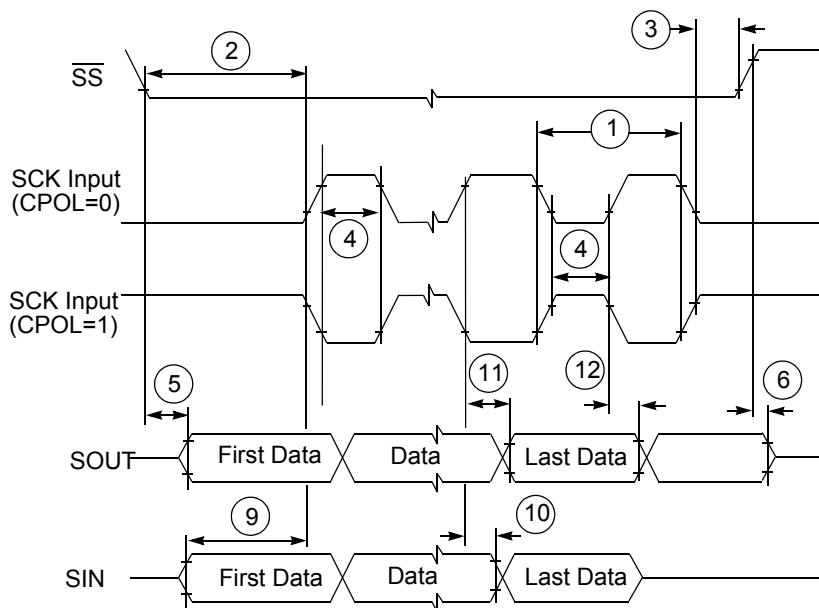 3
2
SS
1
SCK Input
(CPOL=0)
4
4
SCK Input
(CPOL=1)
5
11
12
6
SOUT
First Data
Data
Last Data
9
10
SIN
First Data
Data
Last Data